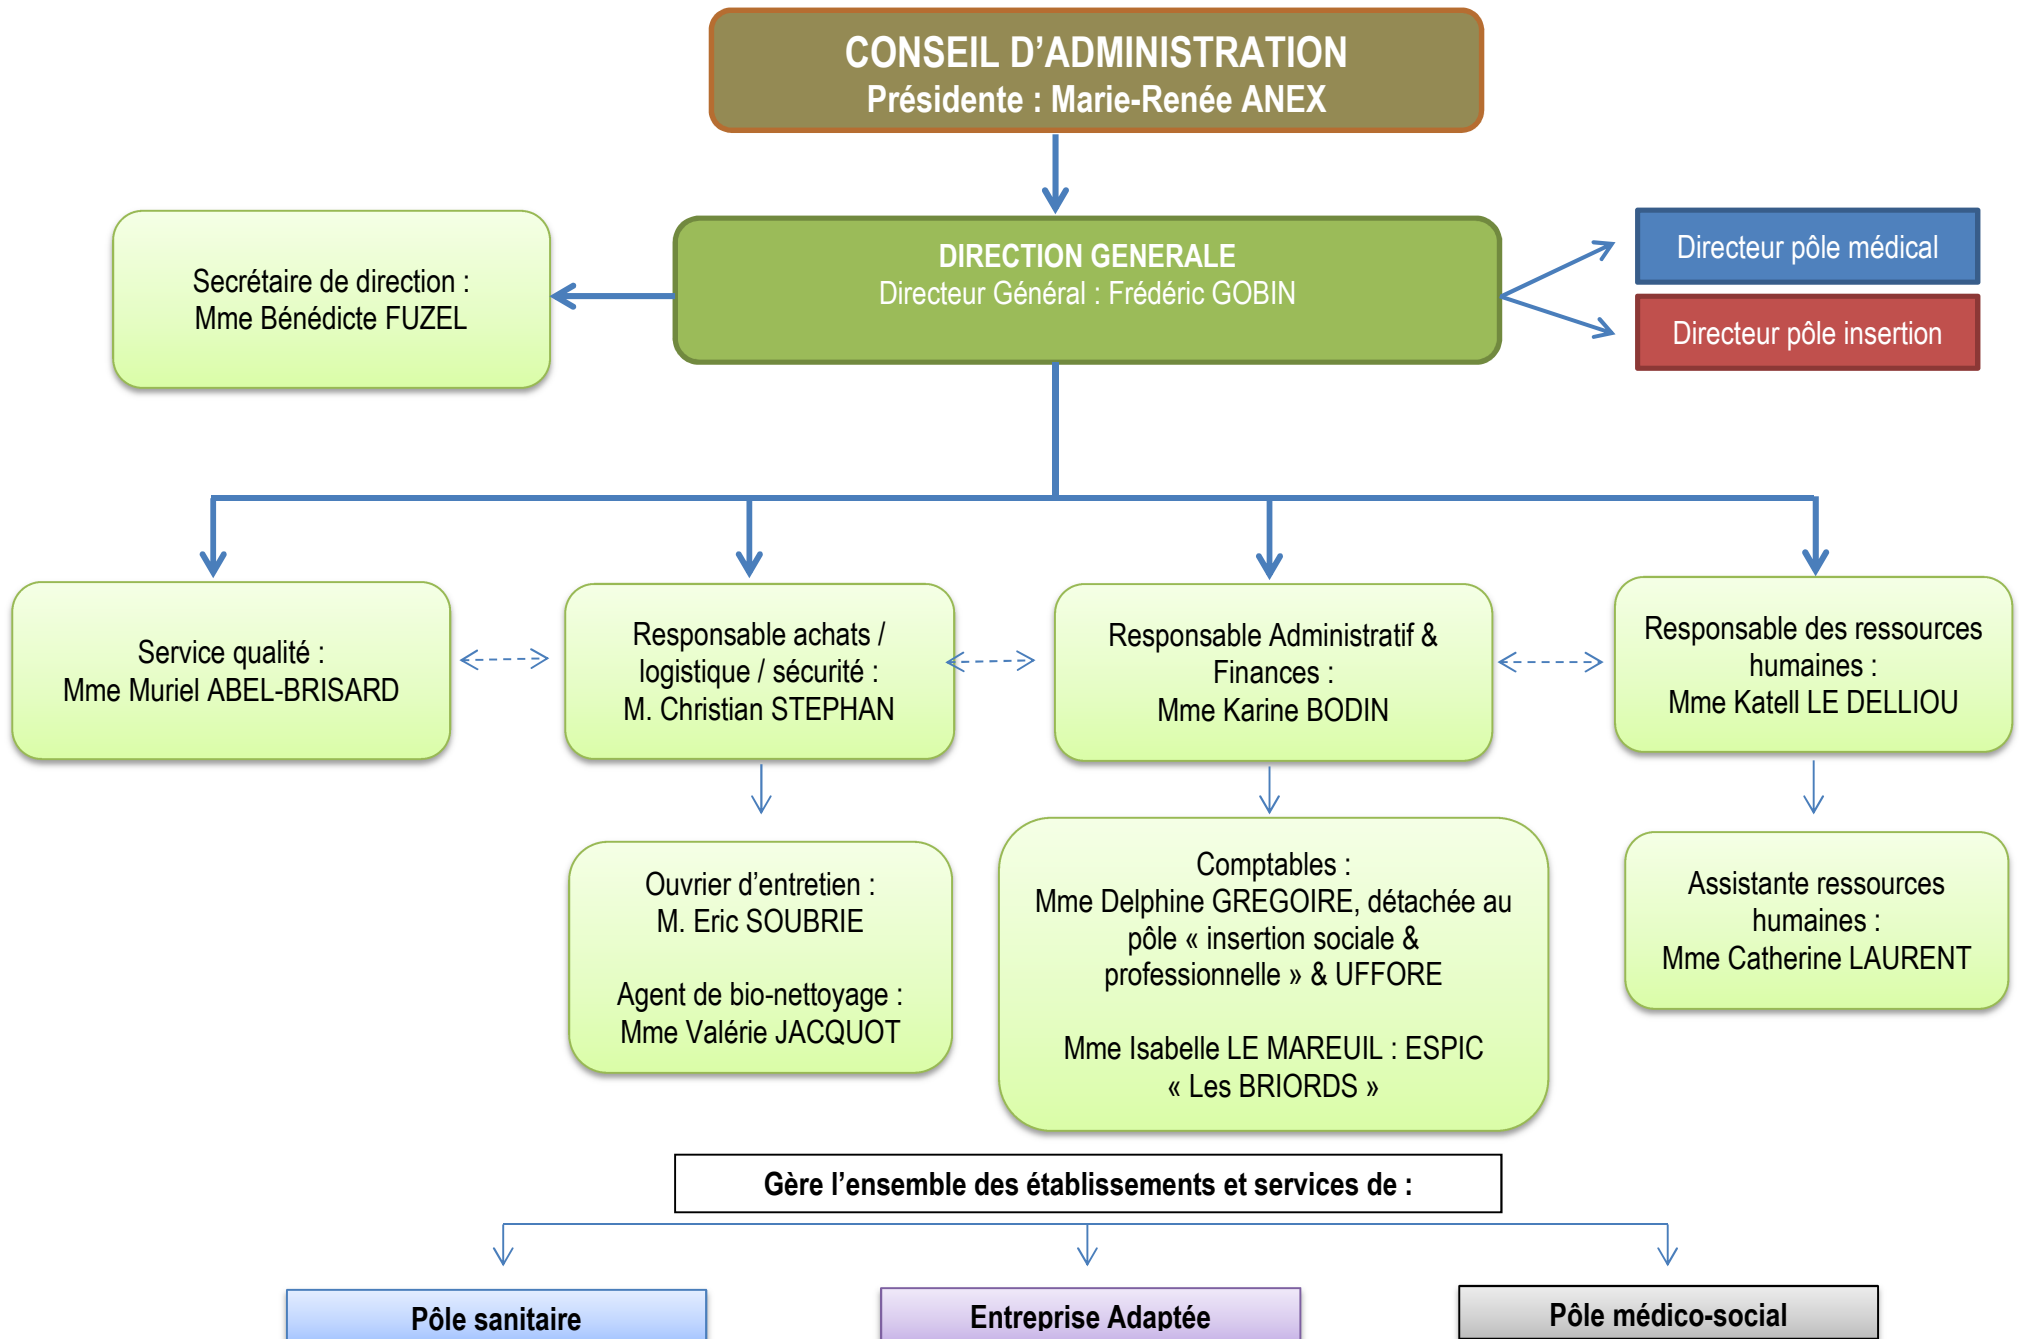 CONSEIL D’ADMINISTRATION
Présidente : Marie-Renée ANEX
DIRECTION GENERALE
Directeur Général : Frédéric GOBIN
Secrétaire de direction :
Mme Bénédicte FUZEL
Directeur pôle médical
Directeur pôle insertion
Service qualité :
Mme Muriel ABEL-BRISARD
Responsable achats /
logistique / sécurité :
M. Christian STEPHAN
Responsable Administratif &
Finances :
Mme Karine BODIN
Responsable des ressources
humaines :
Mme Katell LE DELLIOU
Ouvrier d’entretien :
M. Eric SOUBRIE
Agent de bio-nettoyage :
Mme Valérie JACQUOT
Comptables :
Mme Delphine GREGOIRE, détachée au
pôle « insertion sociale &
professionnelle » & UFFORE
Mme Isabelle LE MAREUIL : ESPIC
« Les BRIORDS »
Assistante ressources
humaines :
Mme Catherine LAURENT
Gère l’ensemble des établissements et services de :
Pôle sanitaire
Entreprise Adaptée
Pôle médico-social